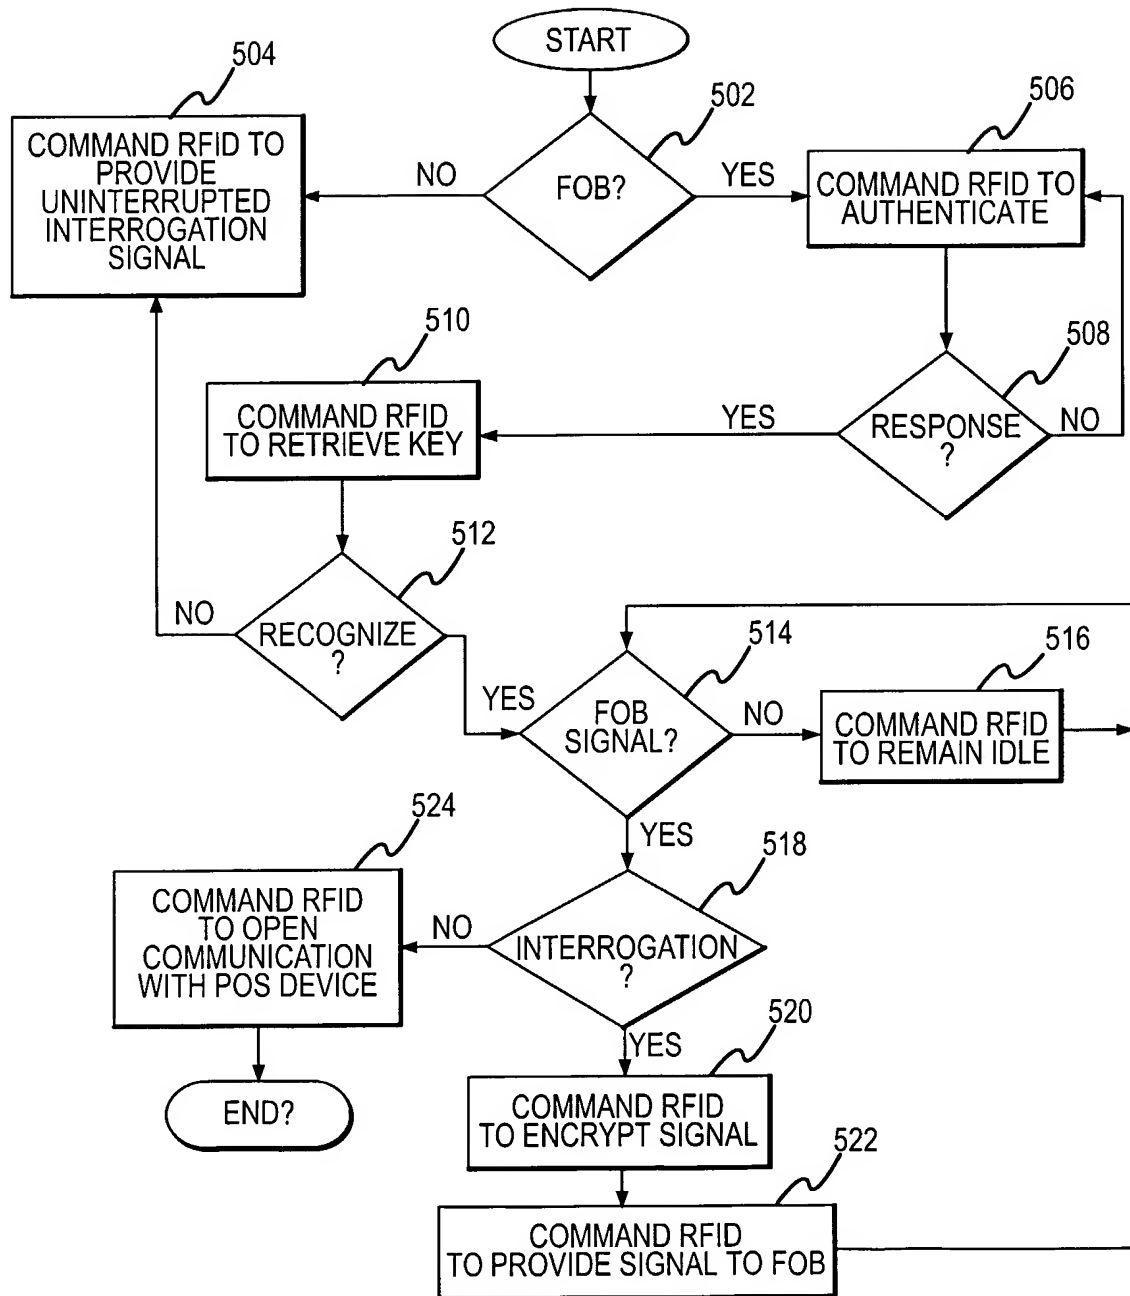 START
504
502
506
COMMAND RFID TO
PROVIDE
UNINTERRUPTED
INTERROGATION
SIGNAL
NO
FOB?
YES
COMMAND RFID TO
AUTHENTICATE
510
508
COMMAND RFID
TO RETRIEVE KEY
YES
RESPONSE
?
NO
512
NO
RECOGNIZE
?
YES
514
516
FOB
SIGNAL?
NO
COMMAND RFID
TO REMAIN IDLE
524
YES
518
COMMAND RFID
TO OPEN
COMMUNICATION
WITH POS DEVICE
NO
INTERROGATION
?
YES
520
END?
COMMAND RFID
TO ENCRYPT SIGNAL
522
COMMAND RFID
TO PROVIDE SIGNAL TO FOB